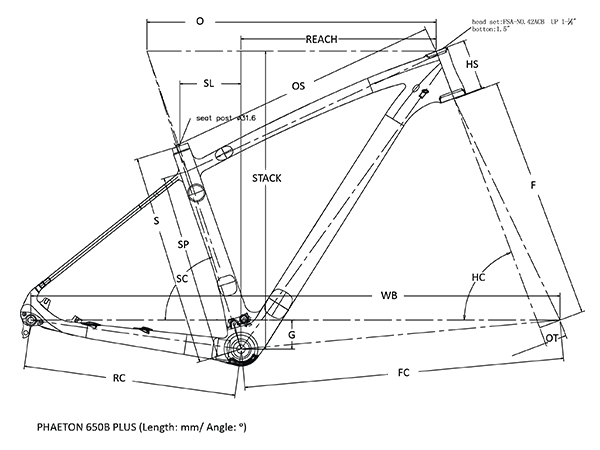 O
head set:FSA-NO.42ACB UP 1-⅛"
botton:1.5"
REACH
HS
SL
OS
seat post ø31.6
STACK
F
S
SP
SC
HC
WB
G
OT
FC
RC
PHAETON 650B PLUS (Length: mm/ Angle: °)